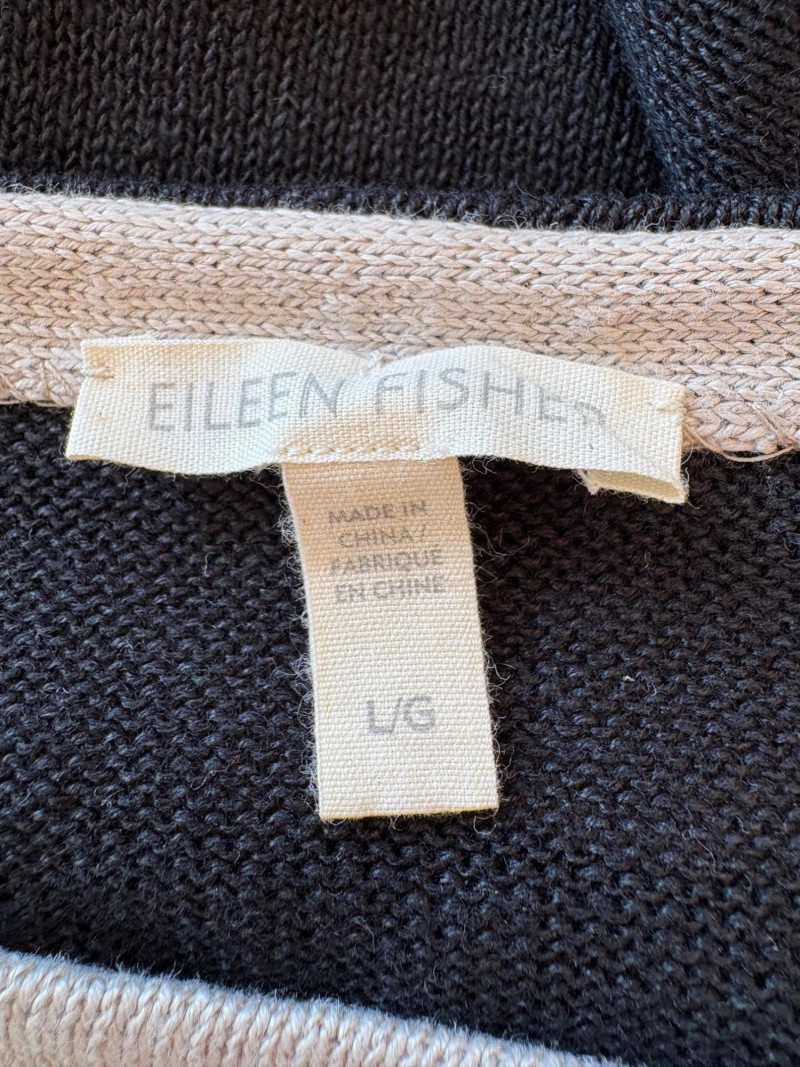 EILEEN FISHER
MADE IN
CHINA /
FABRIQUE
EN CHINE
L/G